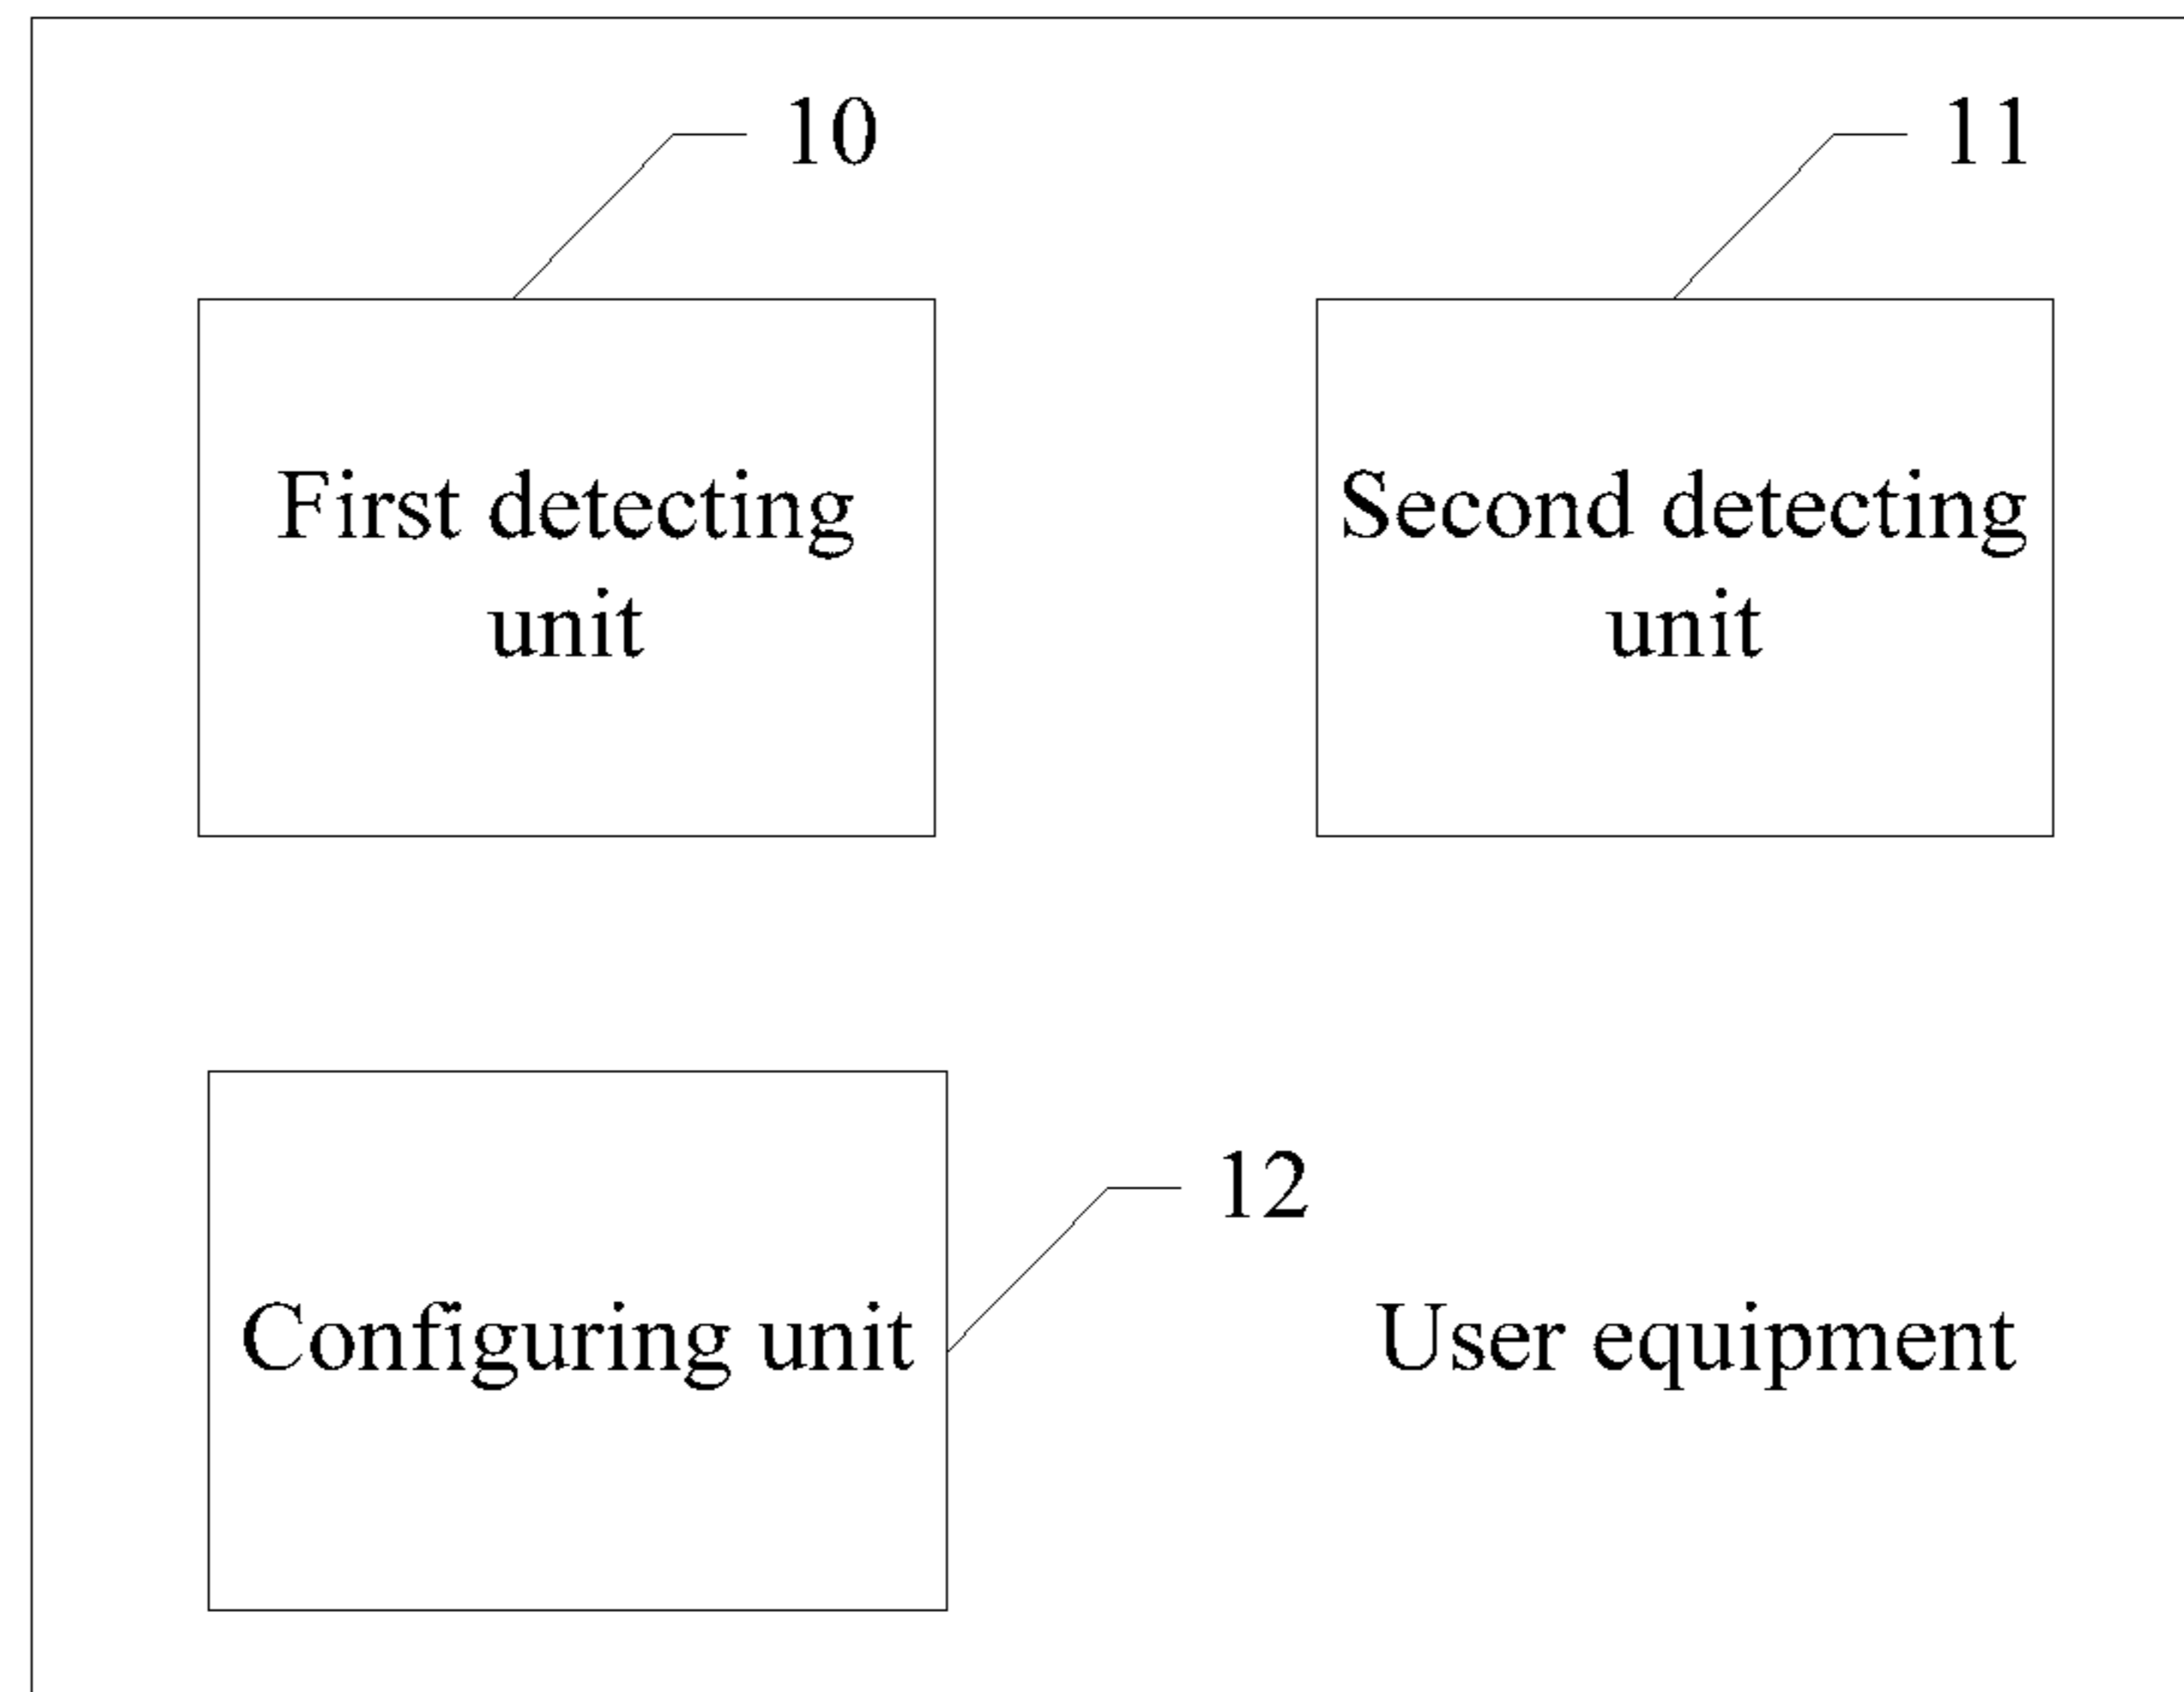 10
11
First detecting
unit
Second detecting
unit
12
Configuring unit
User equipment